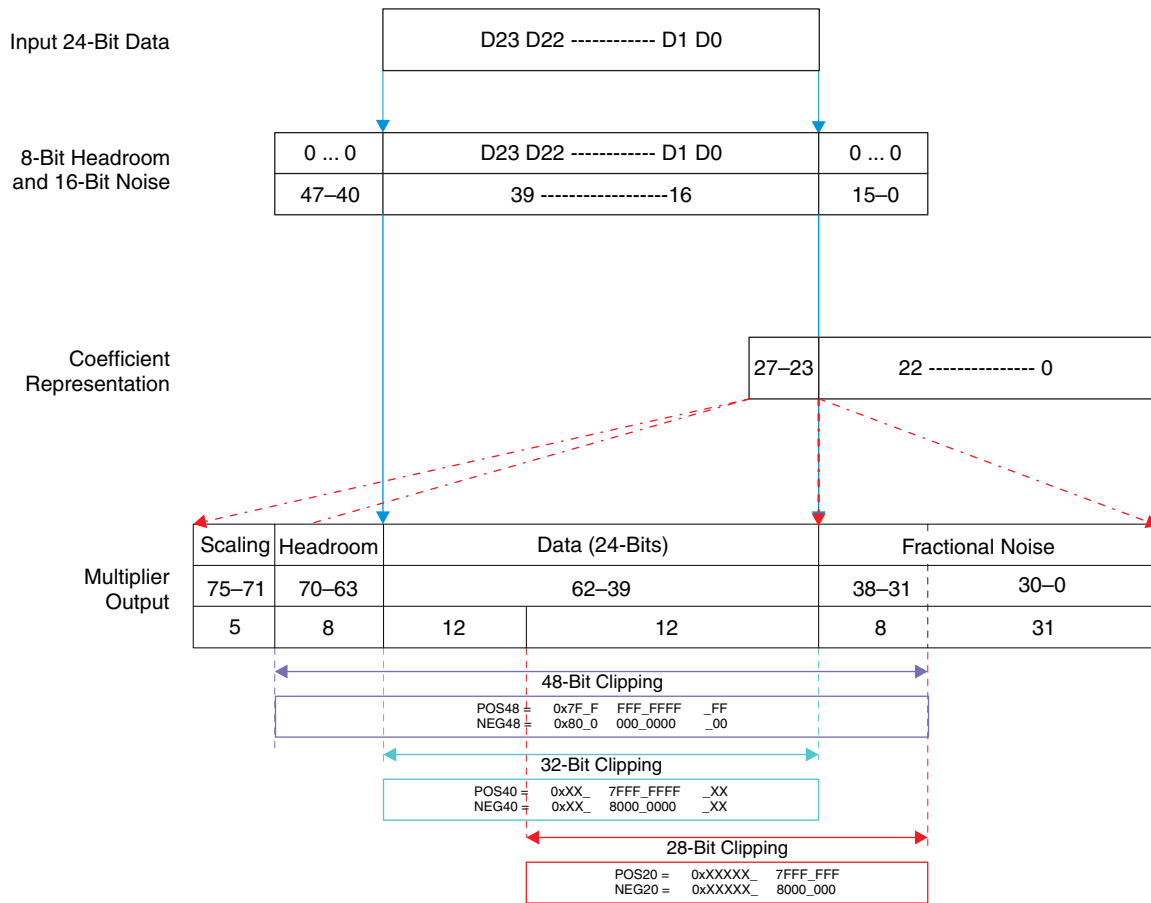 Input 24-Bit Data
D23 D22 ------------ D1 D0
8-Bit Headroom
and 16-Bit Noise
0 ... 0
D23 D22 ------------ D1 D0
0 ... 0
47–40
39 ------------------16
15–0
Coefficient
Representation
27–23
22 --------------- 0
Multiplier
Output
Scaling
Headroom
Data (24-Bits)
Fractional Noise
75–71
70–63
62–39
38–31
30–0
5
8
12
12
8
31
48-Bit Clipping
POS48 = 0x7F_F FFF_FFFF _FF
NEG48 = 0x80_0 000_0000 _00
32-Bit Clipping
POS40 = 0xXX_ 7FFF_FFFF _XX
NEG40 = 0xXX_ 8000_0000 _XX
28-Bit Clipping
POS20 = 0xXXXXX_ 7FFF_FFF
NEG20 = 0xXXXXX_ 8000_000